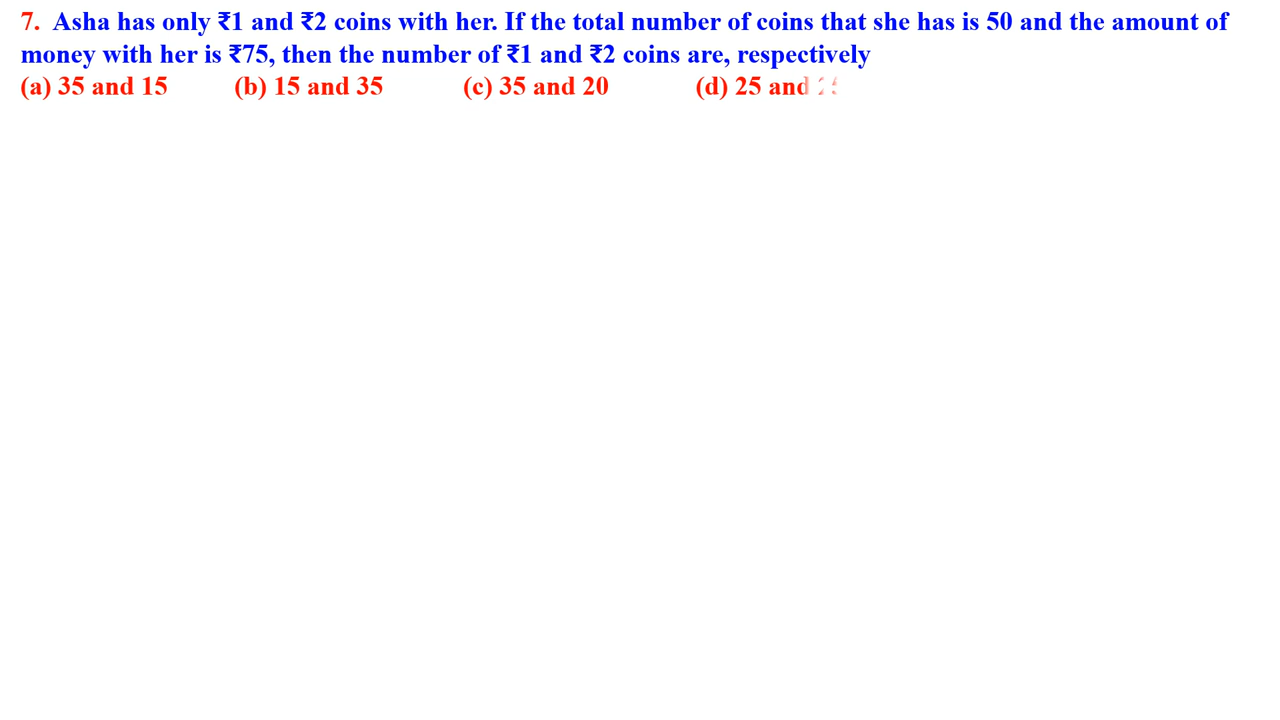 7. Asha has only ₹1 and ₹2 coins with her. If the total number of coins that she has is 50 and the amount of
money with her is ₹75, then the number of ₹1 and ₹2 coins are, respectively
(a) 35 and 15 (b) 15 and 35 (c) 35 and 20 (d) 25 and